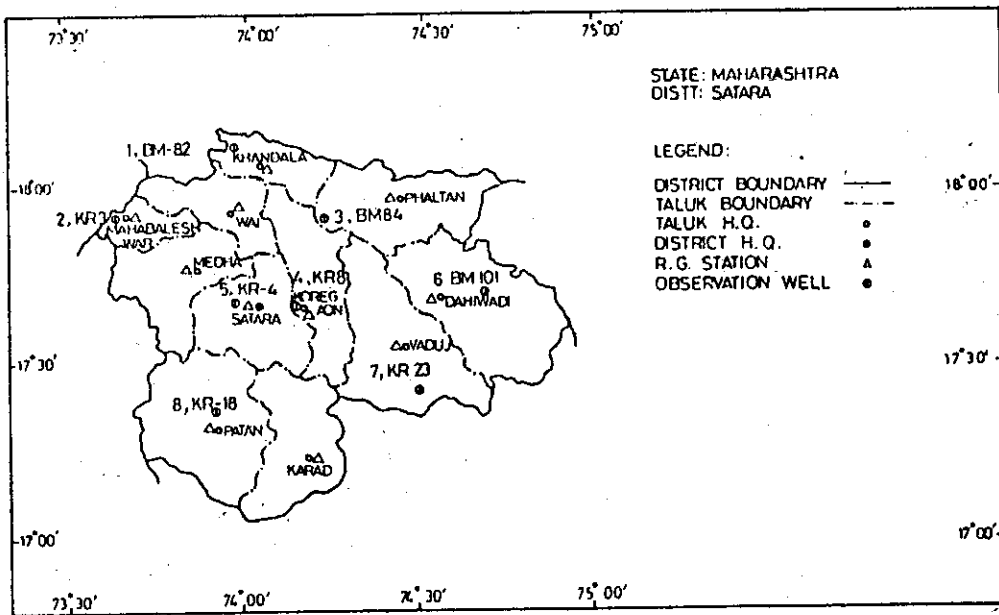 73°30' 74°00' 74°30' 75°00'
STATE: MAHARASHTRA
DISTT: SATARA
LEGEND:
DISTRICT BOUNDARY
TALUK BOUNDARY
TALUK H.Q.
DISTRICT H.Q.
R.G. STATION
OBSERVATION WELL
1, BM-82
KHANDALA
18°00' 18°00'
PHALTAN
2, KR3
MAHABALESH
WAR
WAI
3, BM84
MEDHA
4, KR81
5, KR-4
KOREG
AON
SATARA
6 BM 101
DAHIWADI
VADUJ
17°30' 17°30'
7, KR 23
8, KR-18
PATAN
KARAD
17°00' 17°00'
73°30' 74°00' 74°30' 75°00'